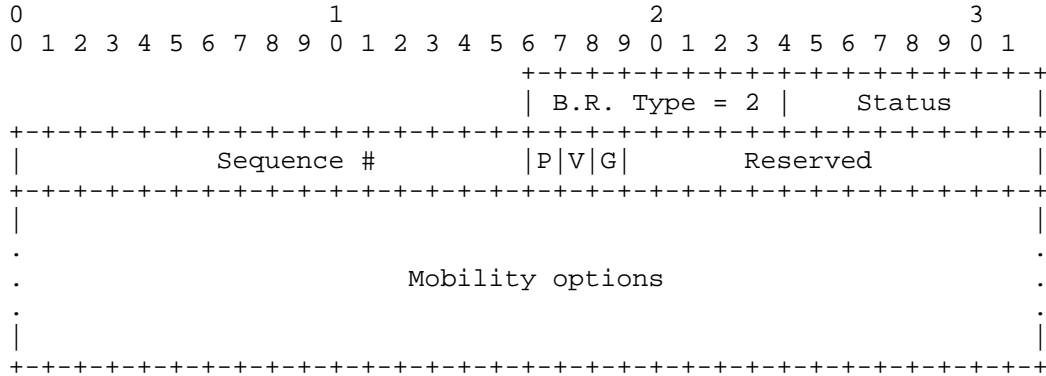 0                   1                   2                   3
0 1 2 3 4 5 6 7 8 9 0 1 2 3 4 5 6 7 8 9 0 1 2 3 4 5 6 7 8 9 0 1
                                +-+-+-+-+-+-+-+-+-+-+-+-+-+-+-+-+
                                | B.R. Type = 2 |    Status     |
+-+-+-+-+-+-+-+-+-+-+-+-+-+-+-+-+-+-+-+-+-+-+-+-+-+-+-+-+-+-+-+-+
|            Sequence #         |P|V|G|       Reserved          |
+-+-+-+-+-+-+-+-+-+-+-+-+-+-+-+-+-+-+-+-+-+-+-+-+-+-+-+-+-+-+-+-+
|                                                               |
.                                                               .
.                        Mobility options                       .
.                                                               .
|                                                               |
+-+-+-+-+-+-+-+-+-+-+-+-+-+-+-+-+-+-+-+-+-+-+-+-+-+-+-+-+-+-+-+-+